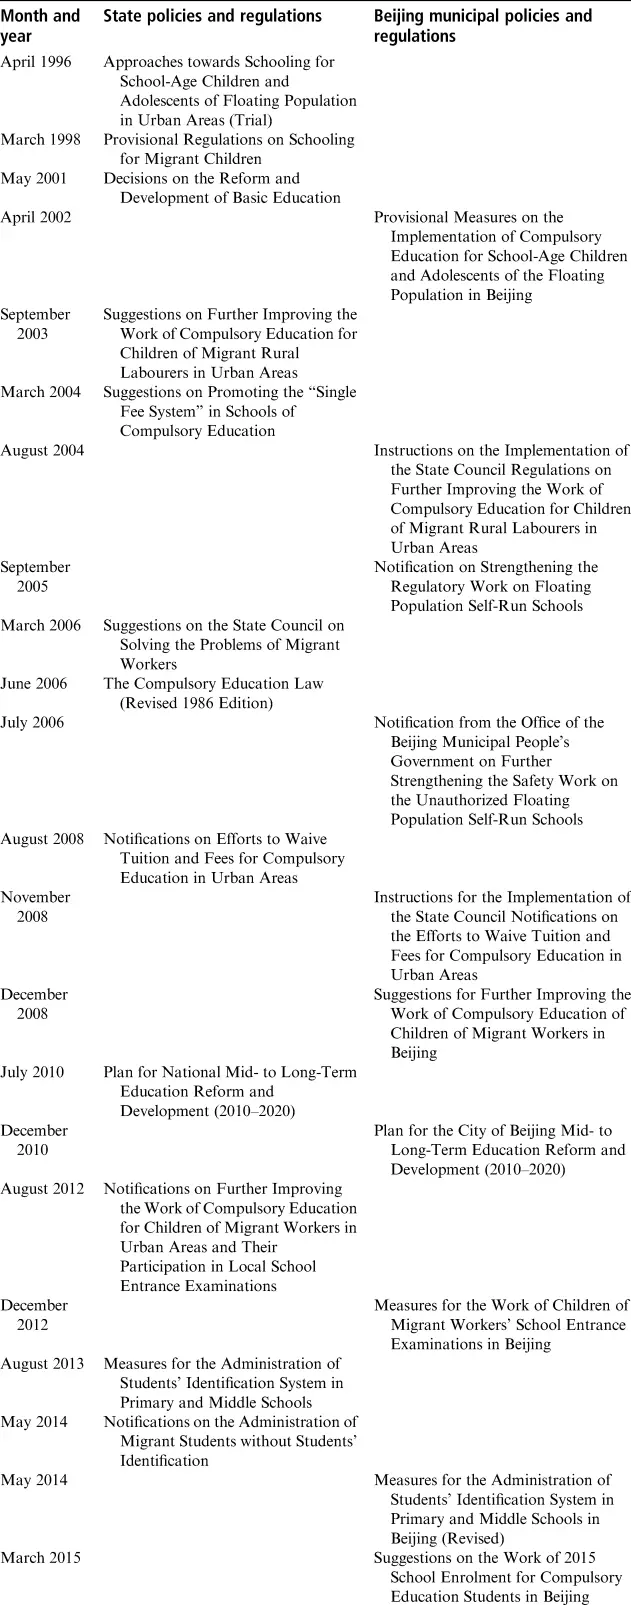 Month and year State policies and regulations Beijing municipal policies and regulations
April 1996 Approaches towards Schooling for
School-Age Children and
Adolescents of Floating Population
in Urban Areas (Trial)
March 1998 Provisional Regulations on Schooling
for Migrant Children
May 2001 Decisions on the Reform and
Development of Basic Education
April 2002 Provisional Measures on the
Implementation of Compulsory
Education for School-Age Children
and Adolescents of the Floating
Population in Beijing
September
2003
Suggestions on Further Improving the
Work of Compulsory Education for
Children of Migrant Rural
Labourers in Urban Areas
March 2004 Suggestions on Promoting the “Single
Fee System” in Schools of
Compulsory Education
August 2004 Instructions on the Implementation of
the State Council Regulations on
Further Improving the Work of
Compulsory Education for Children
of Migrant Rural Labourers in
Urban Areas
September
2005
Notification on Strengthening the
Regulatory Work on Floating
Population Self-Run Schools
March 2006 Suggestions on the State Council on
Solving the Problems of Migrant
Workers
June 2006 The Compulsory Education Law
(Revised 1986 Edition)
July 2006 Notification from the Office of the
Beijing Municipal People’s
Government on Further
Strengthening the Safety Work on
the Unauthorized Floating
Population Self-Run Schools
August 2008 Notifications on Efforts to Waive
Tuition and Fees for Compulsory
Education in Urban Areas
November
2008
Instructions for the Implementation of
the State Council Notifications on
the Efforts to Waive Tuition and
Fees for Compulsory Education in
Urban Areas
December
2008
Suggestions for Further Improving the
Work of Compulsory Education of
Children of Migrant Workers in
Beijing
July 2010 Plan for National Mid- to Long-Term
Education Reform and
Development (2010–2020)
December
2010
Plan for the City of Beijing Mid- to
Long-Term Education Reform and
Development (2010–2020)
August 2012 Notifications on Further Improving
the Work of Compulsory Education
for Children of Migrant Workers in
Urban Areas and Their
Participation in Local School
Entrance Examinations
December
2012
Measures for the Work of Children of
Migrant Workers’ School Entrance
Examinations in Beijing
August 2013 Measures for the Administration of
Students’ Identification System in
Primary and Middle Schools
May 2014 Notifications on the Administration of
Migrant Students without Students’
Identification
May 2014 Measures for the Administration of
Students’ Identification System in
Primary and Middle Schools in
Beijing (Revised)
March 2015 Suggestions on the Work of 2015
School Enrolment for Compulsory
Education Students in Beijing